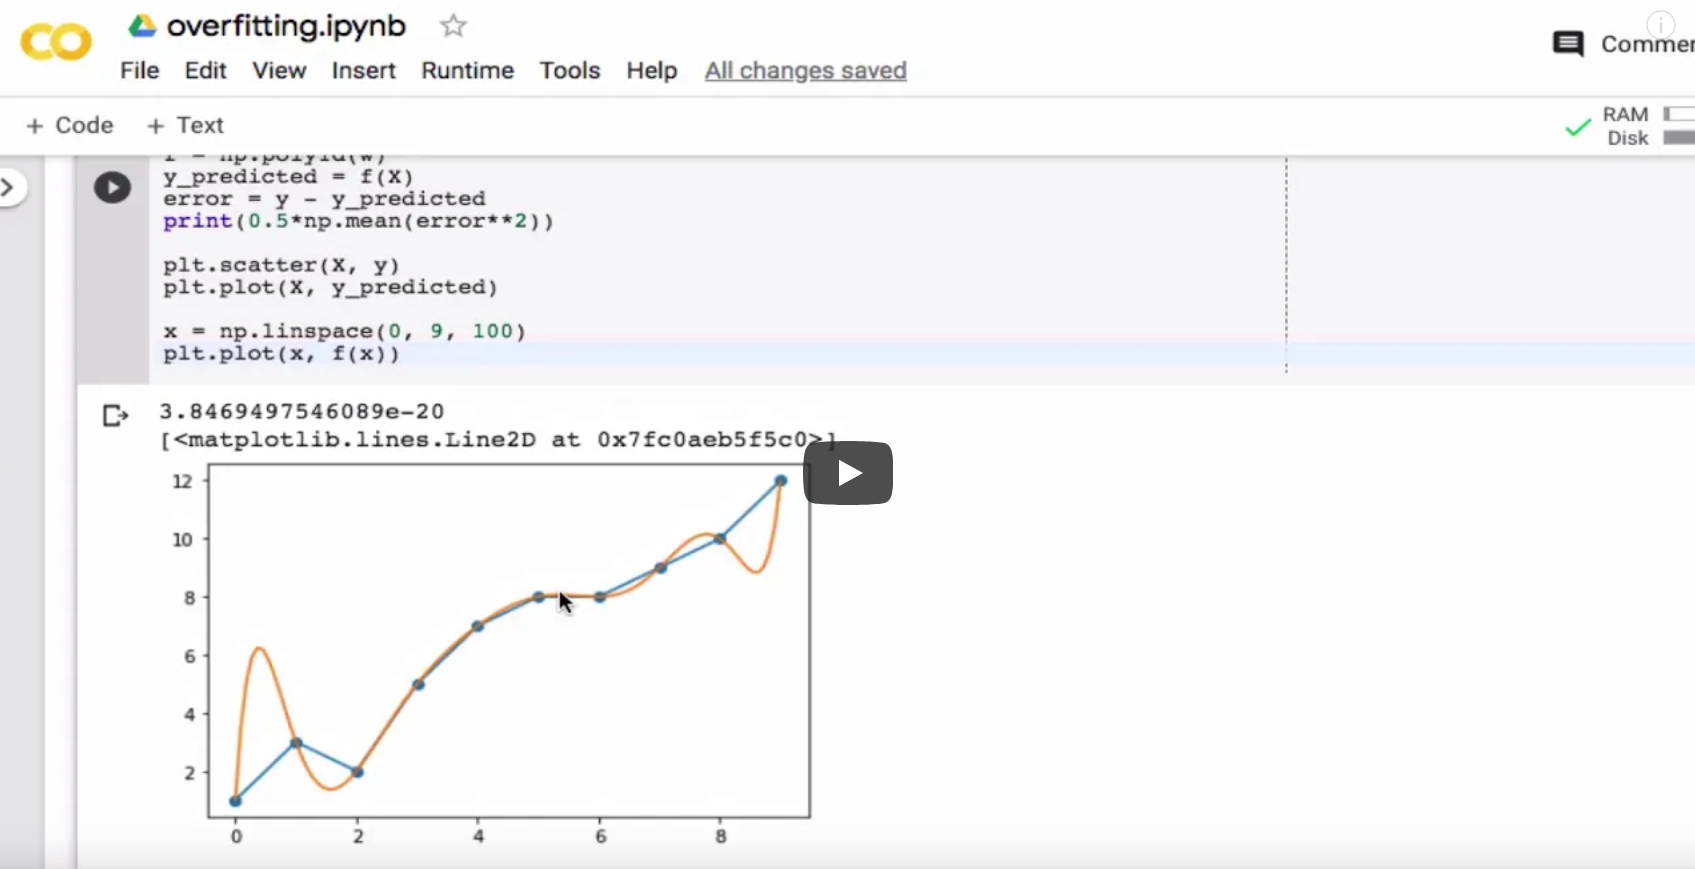 overfitting.ipynb
File Edit View Insert Runtime Tools Help All changes saved
+ Code + Text
RAM
Disk
y_predicted = f(X)
error = y - y_predicted
print(0.5*np.mean(error**2))
plt.scatter(X, y)
plt.plot(X, y_predicted)
x = np.linspace(0, 9, 100)
plt.plot(x, f(x))
3.8469497546089e-20
[<matplotlib.lines.Line2D at 0x7fc0aeb5f5c0>]
12
10
8
6
4
2
0 2 4 6 8